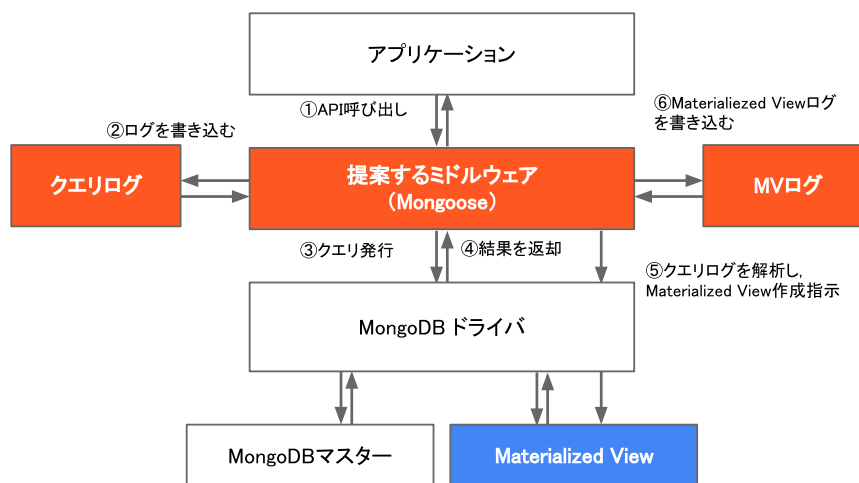 アプリケーション
①API呼び出し
⑥Materialiezed Viewログ
を書き込む
②ログを書き込む
クエリログ
提案するミドルウェア
（Mongoose）
MVログ
③クエリ発行
④結果を返却
⑤クエリログを解析し,
Materialized View作成指示
MongoDB ドライバ
MongoDBマスター
Materialized View